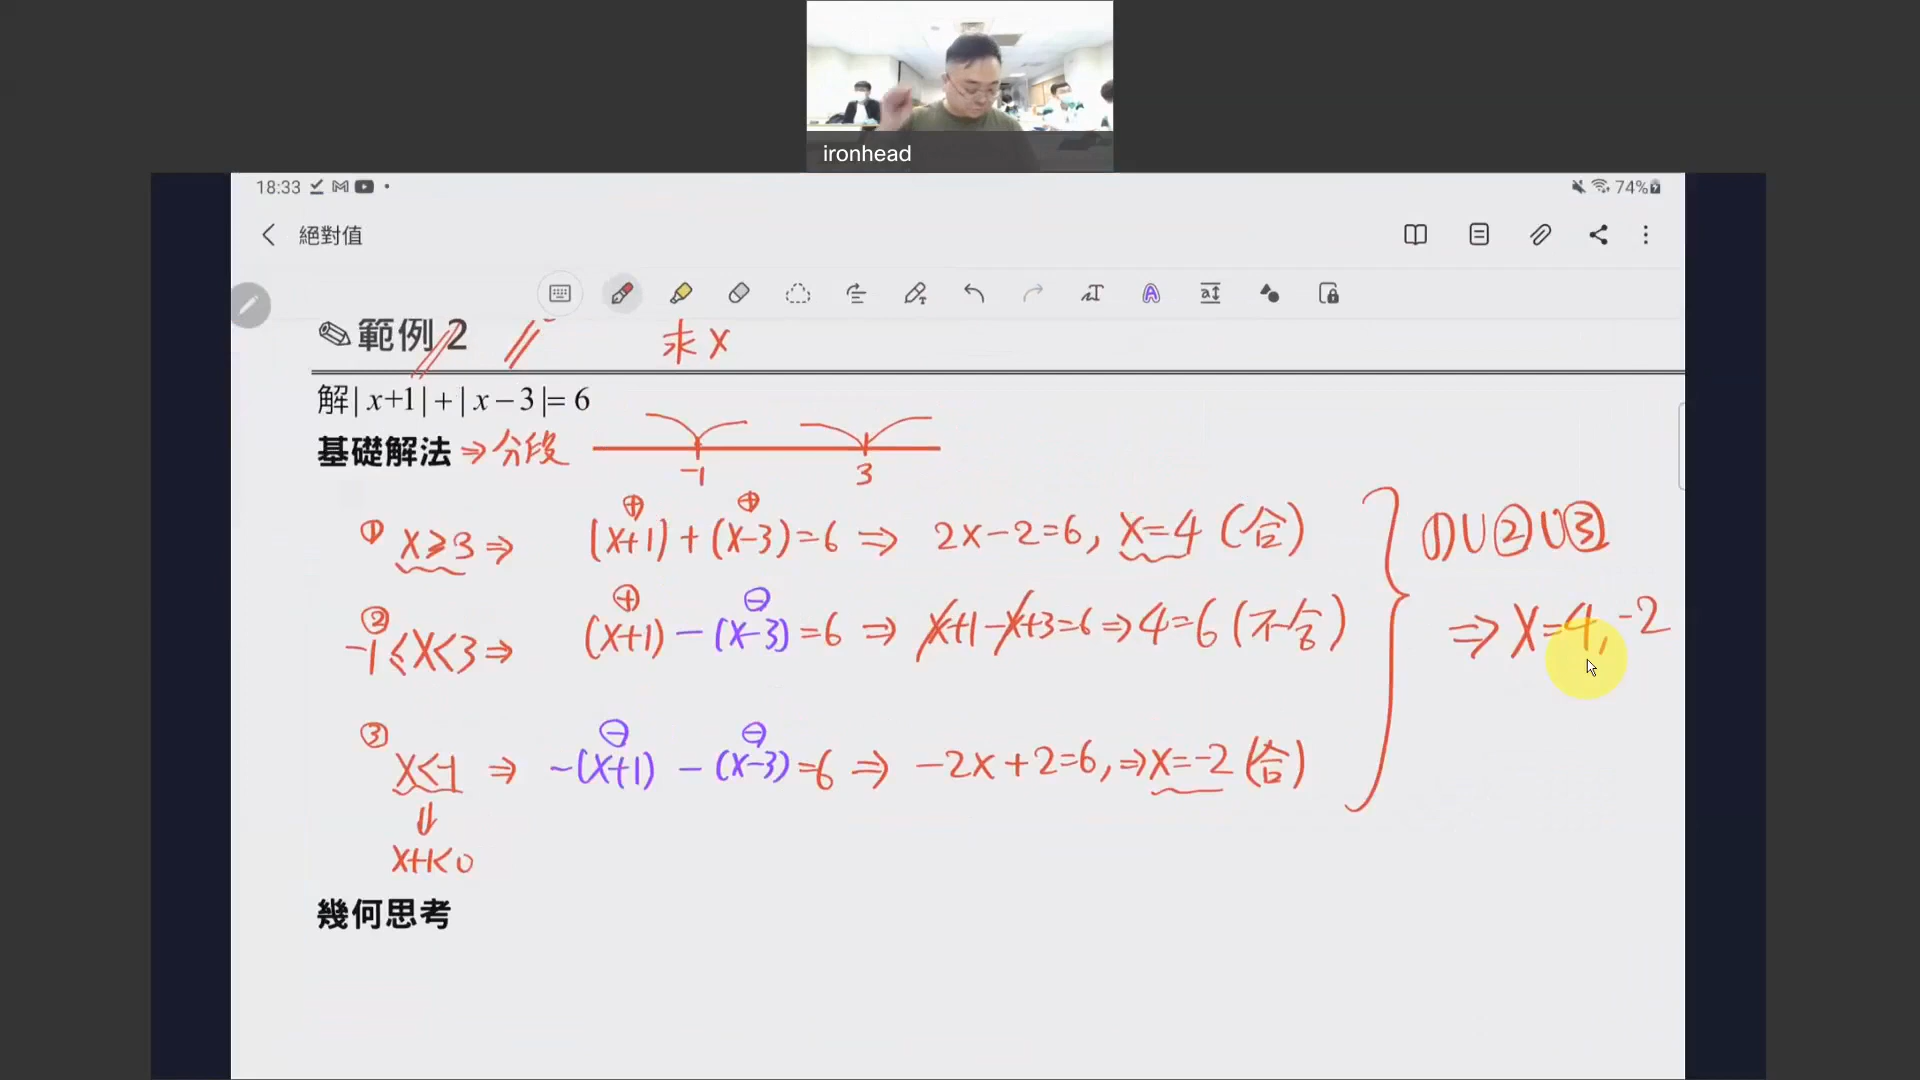 ironhead
18:33
74%
絕對值
範例 2 求 X
解| x+1|+| x−3|= 6
基礎解法 ⇒分段
-1 3
⊕ ⊕
① X≥3 ⇒ (X+1)+(X-3)=6 ⇒ 2X-2=6, X=4 (合)
①∪②∪③
⊕ ⊖
② -1≤X<3 ⇒ (X+1)-(X-3)=6 ⇒ X+1-X+3=6⇒4=6 (不合)
⇒ X=4,-2
⊖ ⊖
③ X<-1 ⇒ -(X+1)-(X-3)=6 ⇒ -2X+2=6, ⇒X=-2 (合)
⇓
X+1<0
幾何思考